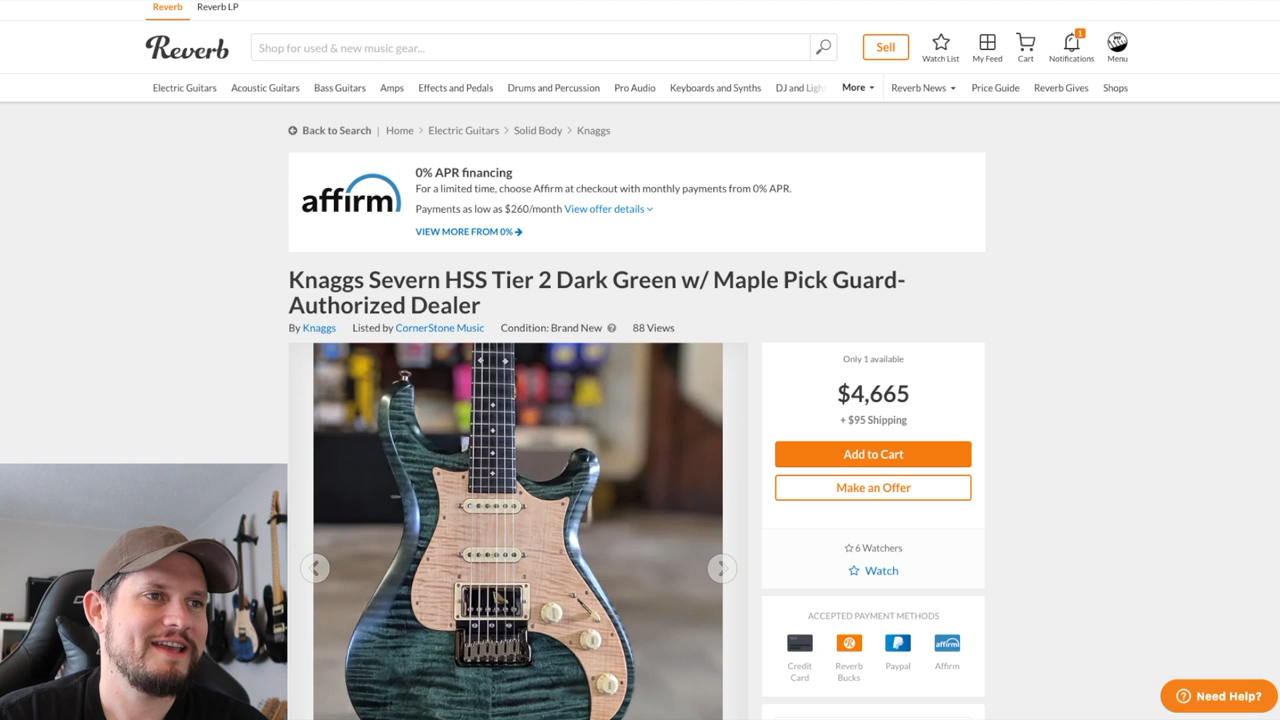 Reverb Reverb LP
Reverb Shop for used & new music gear... Sell Watch List My Feed Cart 1 Notifications Menu
Electric Guitars Acoustic Guitars Bass Guitars Amps Effects and Pedals Drums and Percussion Pro Audio Keyboards and Synths DJ and Ligh More Reverb News Price Guide Reverb Gives Shops
Back to Search | Home > Electric Guitars > Solid Body > Knaggs
affirm
0% APR financing
For a limited time, choose Affirm at checkout with monthly payments from 0% APR.
Payments as low as $260/month View offer details
VIEW MORE FROM 0%
Knaggs Severn HSS Tier 2 Dark Green w/ Maple Pick Guard-
Authorized Dealer
By Knaggs Listed by CornerStone Music Condition: Brand New 88 Views
Only 1 available
$4,665
+ $95 Shipping
Add to Cart
Make an Offer
6 Watchers
Watch
ACCEPTED PAYMENT METHODS
affirm
Credit Card
Reverb Bucks
Paypal
Affirm
Need Help?